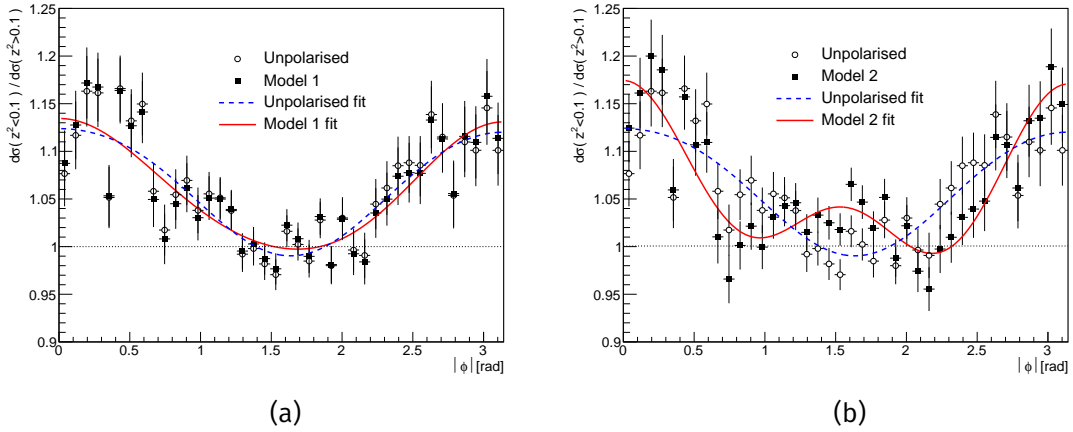 dσ( z²<0.1) / dσ( z²>0.1)
1.25
1.2
1.15
1.1
1.05
1
0.95
0.9
0 0.5 1 1.5 2 2.5 3
|ϕ| [rad]
Unpolarised
Model 1
Unpolarised fit
Model 1 fit
(a)
dσ( z²<0.1) / dσ( z²>0.1)
1.25
1.2
1.15
1.1
1.05
1
0.95
0.9
0 0.5 1 1.5 2 2.5 3
|ϕ| [rad]
Unpolarised
Model 2
Unpolarised fit
Model 2 fit
(b)